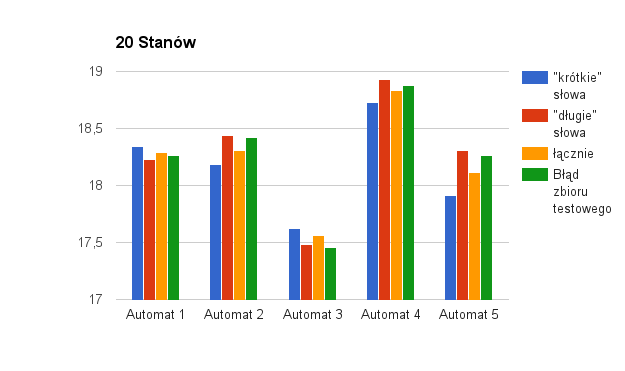 20 Stanów
19
18,5
18
17,5
17
Automat 1
Automat 2
Automat 3
Automat 4
Automat 5
"krótkie"
słowa
"długie"
słowa
łącznie
Błąd
zbioru
testowego